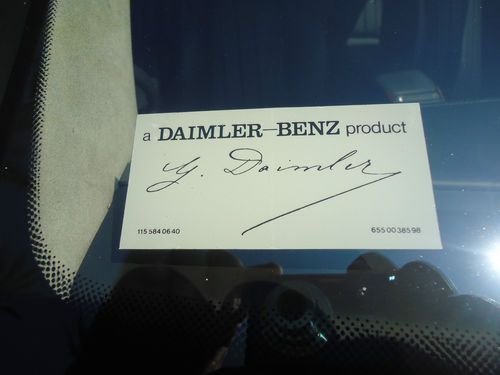 a DAIMLER-BENZ product
G. Daimler
115 584 06 40
655 00 385 98